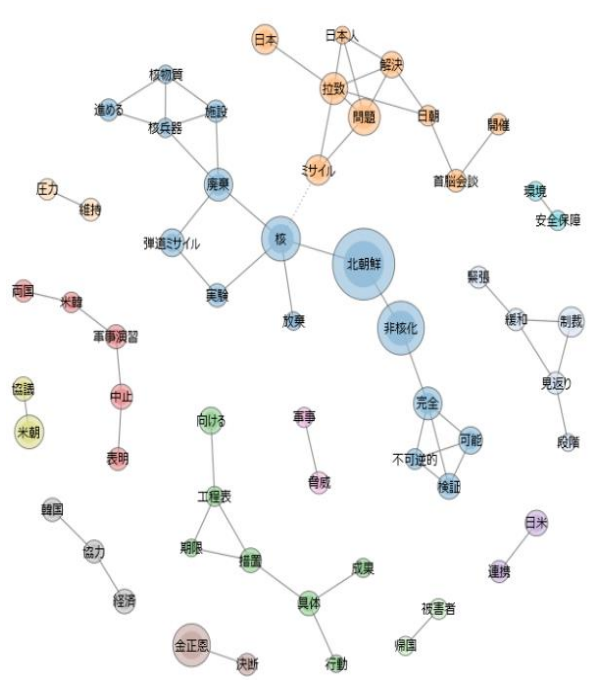 日本人
日本
解決
核物質
拉致
進める
施設
問題
日朝
核兵器
開催
ミサイル
首脳会談
廃棄
圧力
環境
維持
安全保障
核
弾道ミサイル
北朝鮮
緊張
両国
実験
米韓
放棄
緩和
制裁
非核化
軍事演習
見返り
協議
中止
完全
向ける
軍事
米朝
可能
段階
表明
不可逆的
脅威
検証
工程表
韓国
日米
期限
協力
措置
成果
連携
経済
具体
被害者
金正恩
帰国
決断
行動